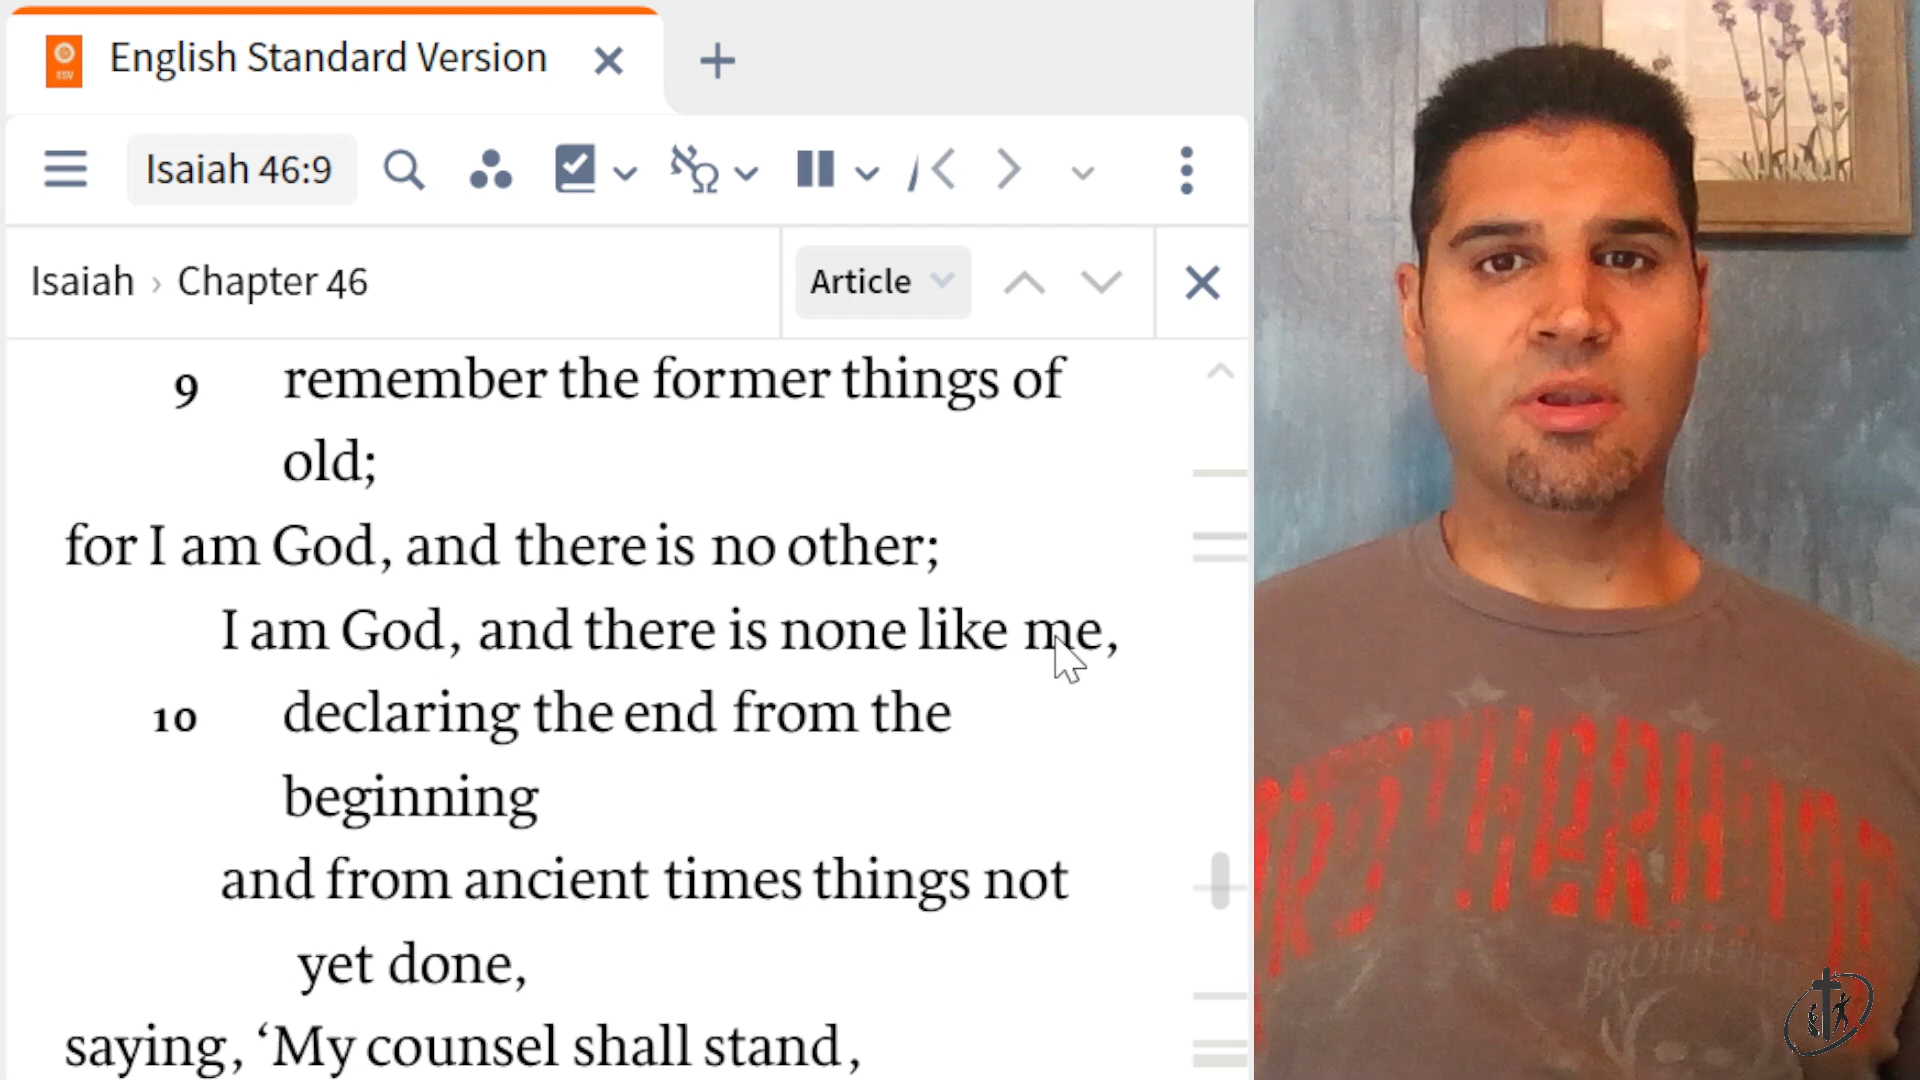 English Standard Version
ESV
Isaiah 46:9
Isaiah › Chapter 46
Article
9 remember the former things of
old;
for I am God, and there is no other;
I am God, and there is none like me,
10 declaring the end from the
beginning
and from ancient times things not
yet done,
saying, ‘My counsel shall stand,